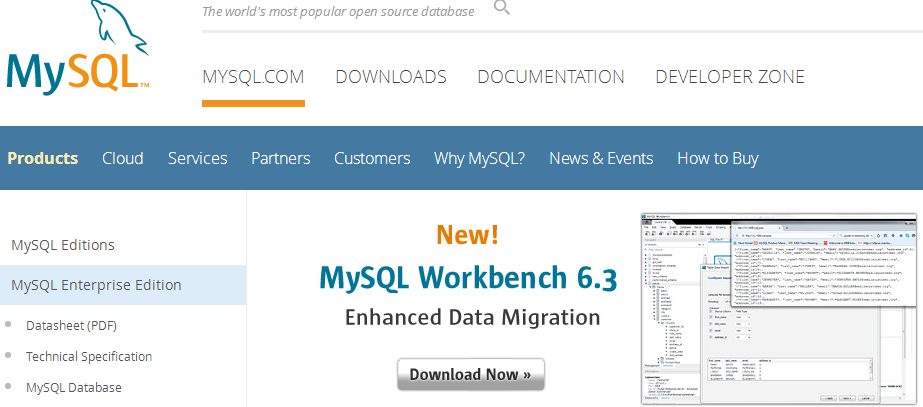 The world's most popular open source database
MySQL™
MYSQL.COM DOWNLOADS DOCUMENTATION DEVELOPER ZONE
Products Cloud Services Partners Customers Why MySQL? News & Events How to Buy
MySQL Editions
MySQL Enterprise Edition
Datasheet (PDF)
Technical Specification
MySQL Database
New!
MySQL Workbench 6.3
Enhanced Data Migration
Download Now »